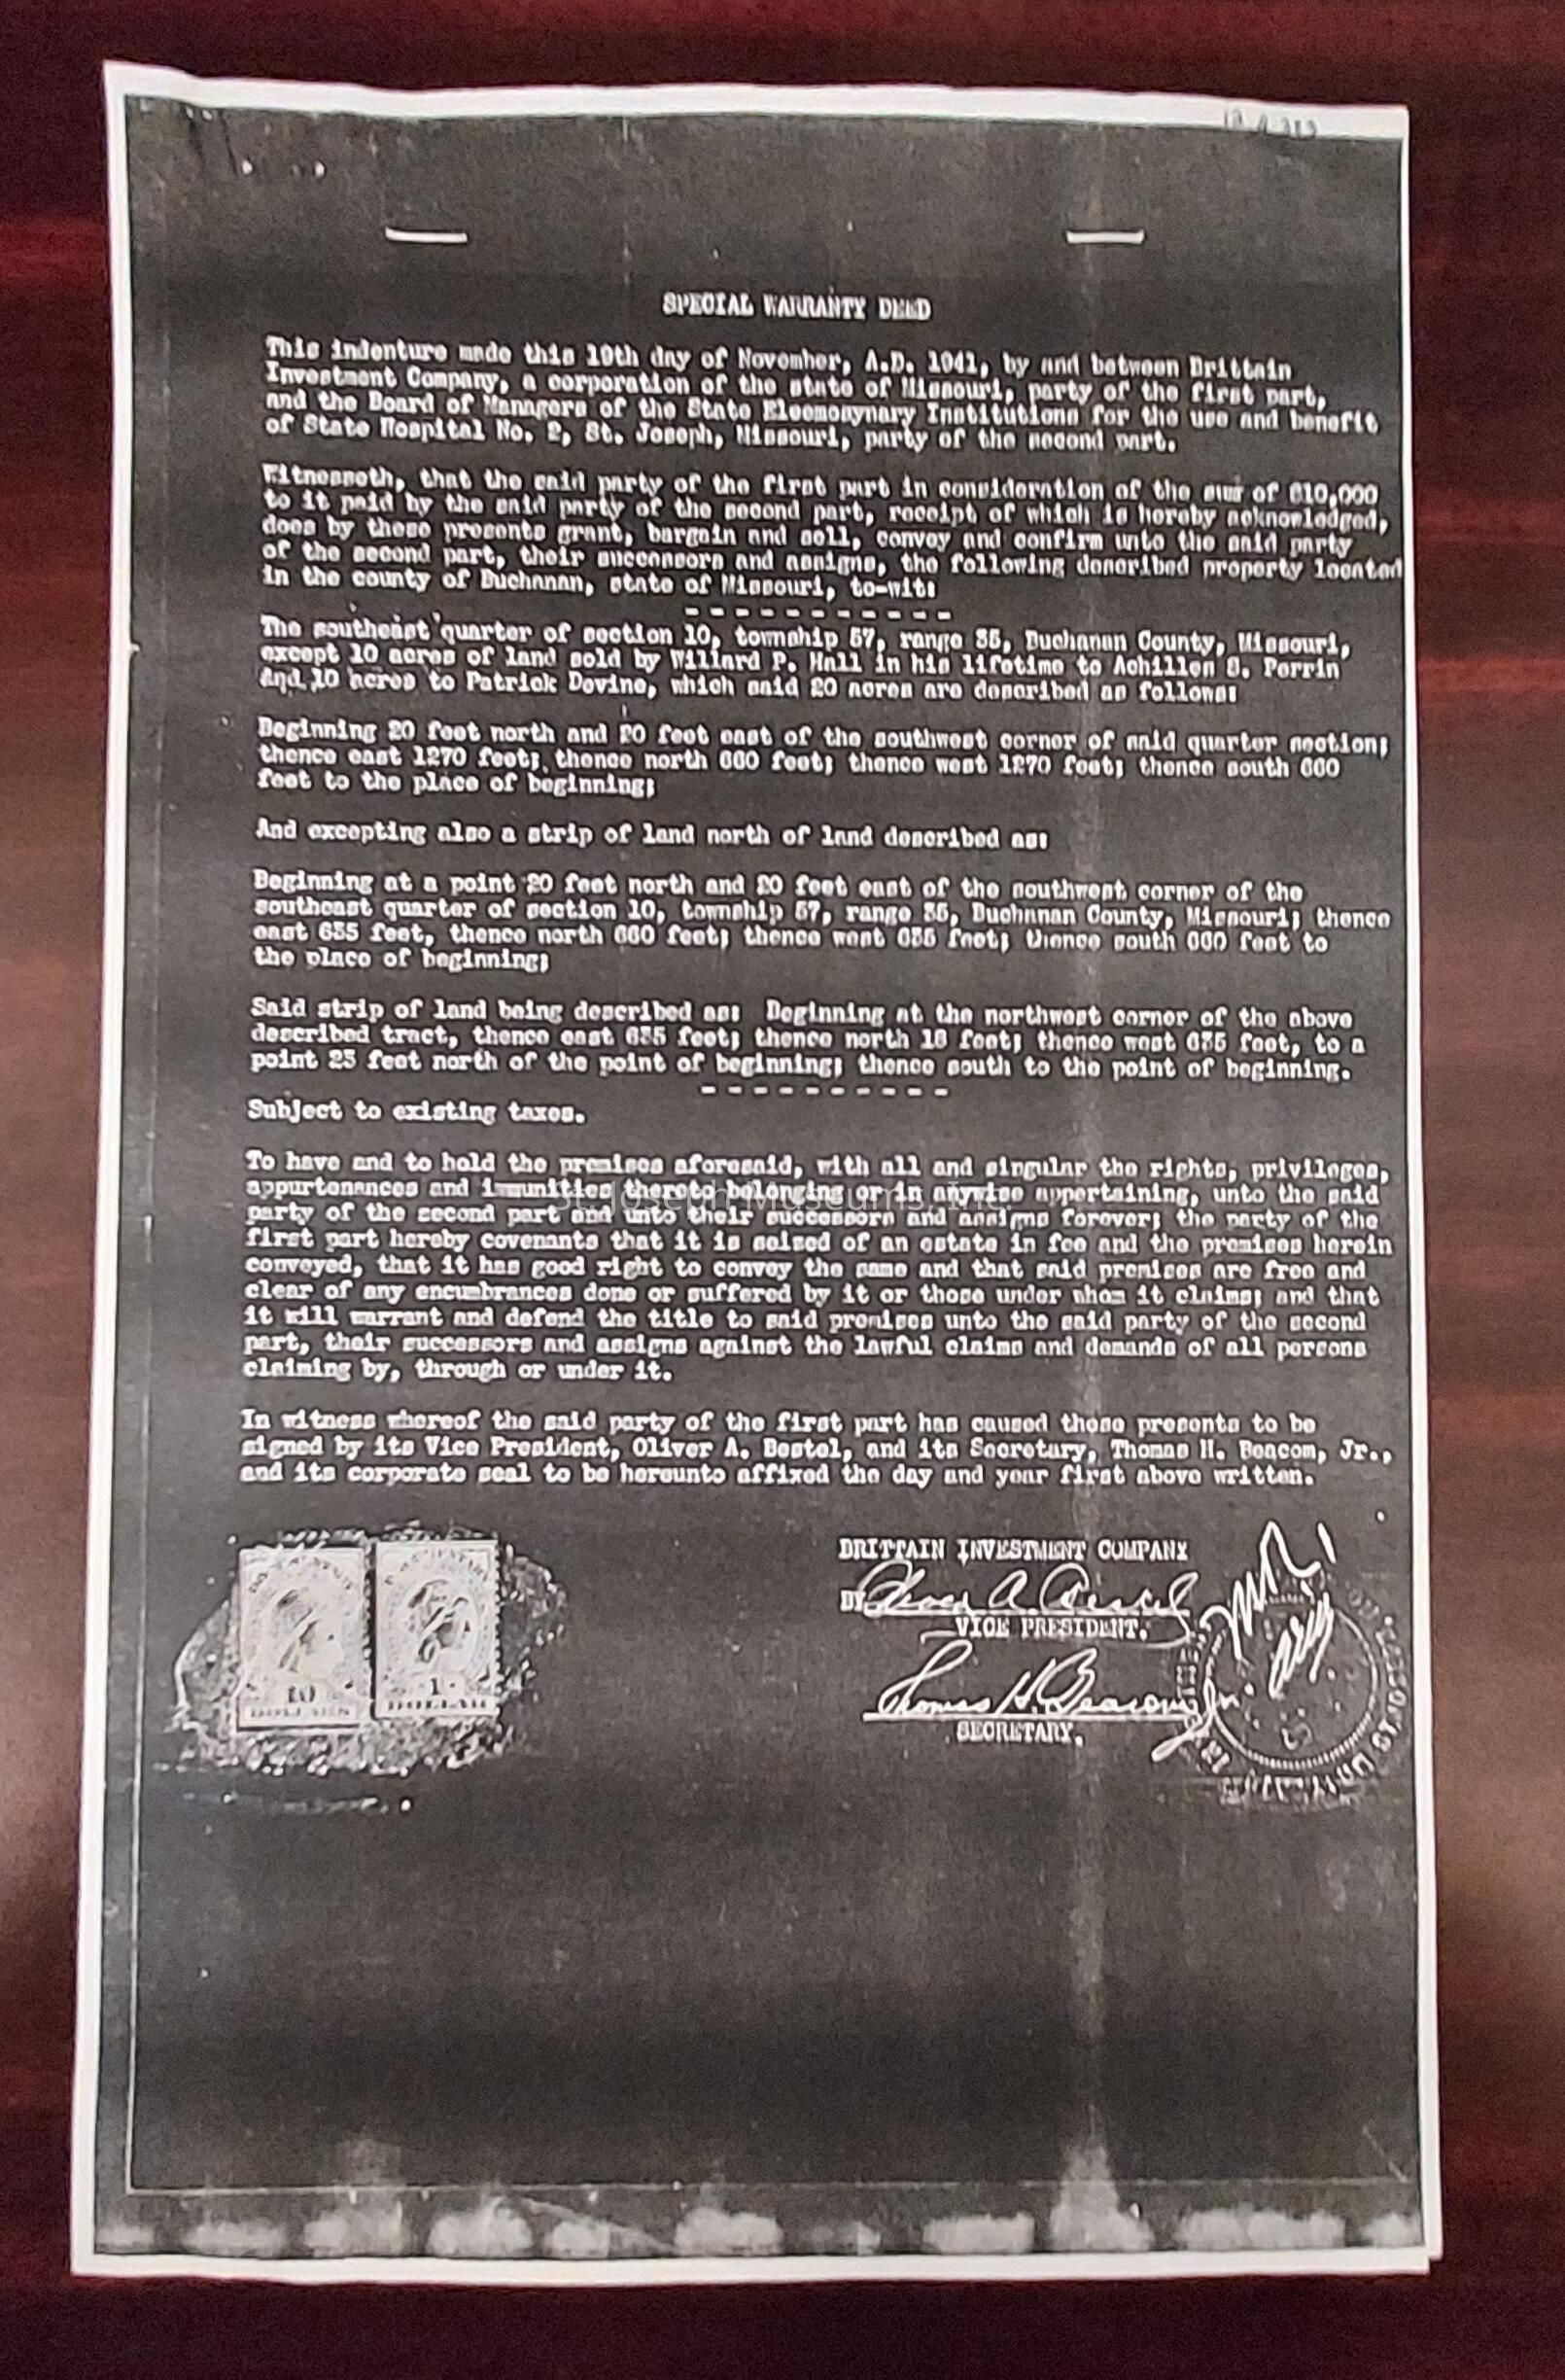 SPECIAL WARRANTY DEED
This indenture made this 10th day of November, A.D. 1941, by and between Brittain
Investment Company, a corporation of the state of Missouri, party of the first part,
and the Board of Managers of the State Eleemosynary Institutions for the use and benefit
of State Hospital No. 2, St. Joseph, Missouri, party of the second part.
Witnesseth, that the said party of the first part in consideration of the sum of $10,000
to it paid by the said party of the second part, receipt of which is hereby acknowledged,
does by these presents grant, bargain and sell, convey and confirm unto the said party
of the second part, their successors and assigns, the following described property located
in the county of Buchanan, state of Missouri, to-wit:
- - - - - - - - - - -
The southeast quarter of section 10, township 57, range 35, Buchanan County, Missouri,
except 10 acres of land sold by Willard P. Hall in his lifetime to Achilles S. Perrin
And 10 acres to Patrick Devine, which said 20 acres are described as follows:
Beginning 20 feet north and 20 feet east of the southwest corner of said quarter section;
thence east 1270 feet; thence north 660 feet; thence west 1270 feet; thence south 660
feet to the place of beginning;
And excepting also a strip of land north of land described as:
Beginning at a point 20 feet north and 20 feet east of the southwest corner of the
southeast quarter of section 10, township 57, range 35, Buchanan County, Missouri; thence
east 635 feet, thence north 660 feet; thence west 635 feet; thence south 660 feet to
the place of beginning;
Said strip of land being described as: Beginning at the northwest corner of the above
described tract, thence east 635 feet; thence north feet; thence west 635 feet, to a
point 25 feet north of the point of beginning; thence south to the point of beginning.
- - - - - - - - - -
Subject to existing taxes.
To have and to hold the premises aforesaid, with all and singular the rights, privileges,
appurtenances and immunities thereto belonging or in anywise appertaining, unto the said
St. Joseph Museums, Inc.
party of the second part and unto their successors and assigns forever; the party of the
first part hereby covenants that it is seised of an estate in fee and the premises herein
conveyed, that it has good right to convey the same and that said premises are free and
clear of any encumbrances done or suffered by it or those under whom it claims; and that
it will warrant and defend the title to said premises unto the said party of the second
part, their successors and assigns against the lawful claims and demands of all persons
claiming by, through or under it.
In witness whereof the said party of the first part has caused these presents to be
signed by its Vice President, Oliver A. Bestel, and its Secretary, Thomas H. Beacom, Jr.,
and its corporate seal to be hereunto affixed the day and year first above written.
BRITTAIN INVESTMENT COMPANY
BY Oliver A. Bestel
VICE PRESIDENT.
Thomas H. Beacom, Jr.
SECRETARY.
10
DOLLARS
1
DOLLAR